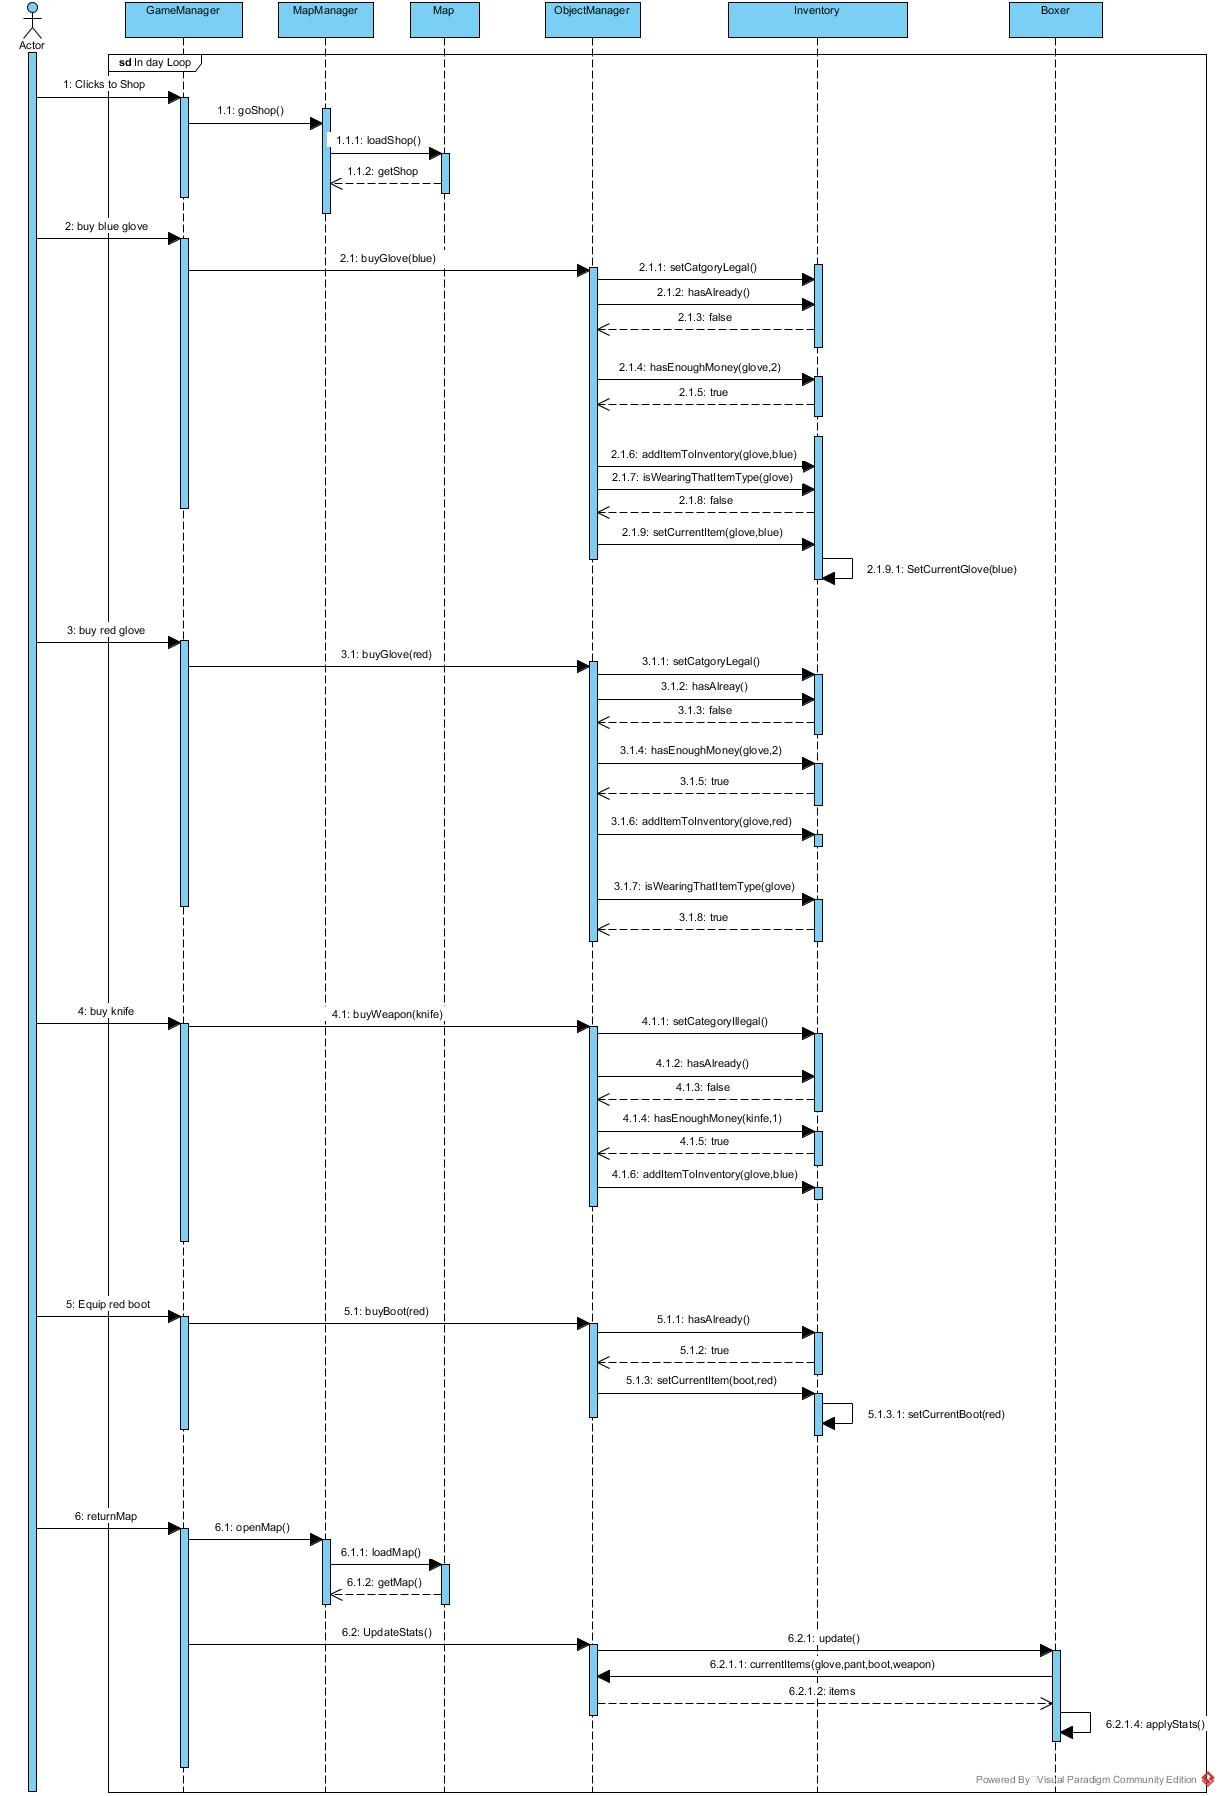 GameManager
MapManager
Map
ObjectManager
Inventory
Boxer
Actor
sd In day Loop
1: Clicks to Shop
1.1: goShop()
1.1.1: loadShop()
1.1.2: getShop
2: buy blue glove
2.1: buyGlove(blue)
2.1.1: setCatgoryLegal()
2.1.2: hasAlready()
2.1.3: false
2.1.4: hasEnoughMoney(glove,2)
2.1.5: true
2.1.6: addItemToInventory(glove,blue)
2.1.7: isWearingThatItemType(glove)
2.1.8: false
2.1.9: setCurrentItem(glove,blue)
2.1.9.1: SetCurrentGlove(blue)
3: buy red glove
3.1: buyGlove(red)
3.1.1: setCatgoryLegal()
3.1.2: hasAlreay()
3.1.3: false
3.1.4: hasEnoughMoney(glove,2)
3.1.5: true
3.1.6: addItemToInventory(glove,red)
3.1.7: isWearingThatItemType(glove)
3.1.8: true
4: buy knife
4.1: buyWeapon(knife)
4.1.1: setCategoryIllegal()
4.1.2: hasAlready()
4.1.3: false
4.1.4: hasEnoughMoney(kinfe,1)
4.1.5: true
4.1.6: addItemToInventory(glove,blue)
5: Equip red boot
5.1: buyBoot(red)
5.1.1: hasAlready()
5.1.2: true
5.1.3: setCurrentItem(boot,red)
5.1.3.1: setCurrentBoot(red)
6: returnMap
6.1: openMap()
6.1.1: loadMap()
6.1.2: getMap()
6.2: UpdateStats()
6.2.1: update()
6.2.1.1: currentItems(glove,pant,boot,weapon)
6.2.1.2: items
6.2.1.4: applyStats()
Powered By Visual Paradigm Community Edition